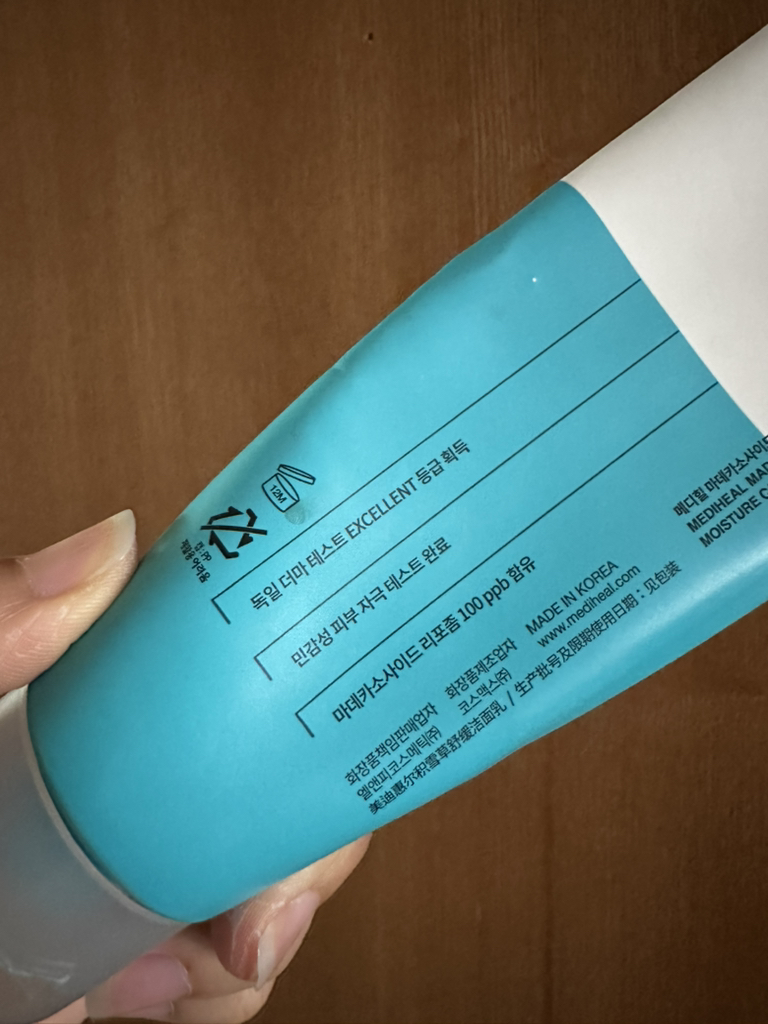 12M
독일 더마 테스트 EXCELLENT 등급 획득
민감성 피부 자극 테스트 완료
마데카소사이드 리포좀 100 ppb 함유
메디힐 마데카소사이드
MEDIHEAL MAD
MOISTURE C
화장품책임판매업자 화장품제조업자 MADE IN KOREA
엘앤피코스메틱㈜ 코스맥스㈜ www.mediheal.com
美迪惠尔积雪草舒缓洁面乳 / 生产批号及限期使用日期：见包装